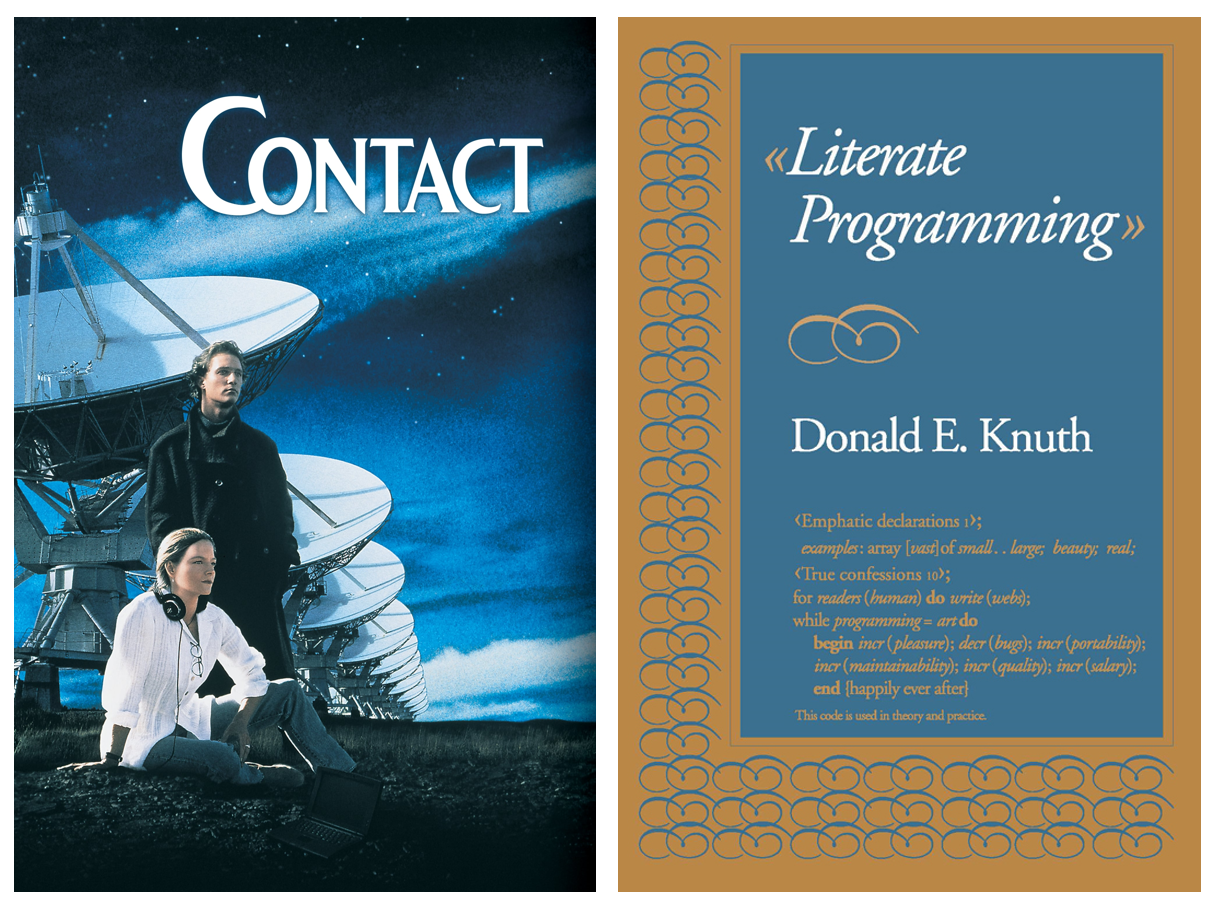 CONTACT
«Literate
Programming»
Donald E. Knuth
⟨Emphatic declarations 1⟩;
examples: array [vast] of small . . large; beauty; real;
⟨True confessions 10⟩;
for readers (human) do write (webs);
while programming = art do
begin incr (pleasure); decr (bugs); incr (portability);
incr (maintainability); incr (quality); incr (salary);
end {happily ever after}
This code is used in theory and practice.